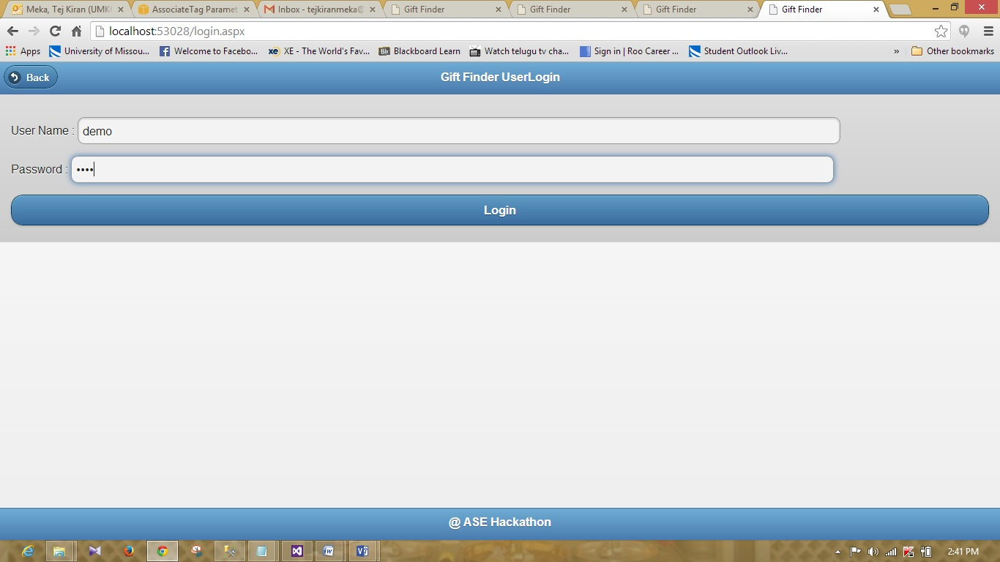 Meka, Tej Kiran (UMK
AssociateTag Paramet
Inbox - tejkiranmeka@
Gift Finder
Gift Finder
Gift Finder
Gift Finder
localhost:53028/login.aspx
Apps
University of Missou...
Welcome to Facebo...
XE - The World's Fav...
Blackboard Learn
Watch telugu tv cha...
Sign in | Roo Career ...
Student Outlook Liv...
»
Other bookmarks
Back
Gift Finder UserLogin
User Name : demo
Password : ••••
Login
@ ASE Hackathon
2:41 PM